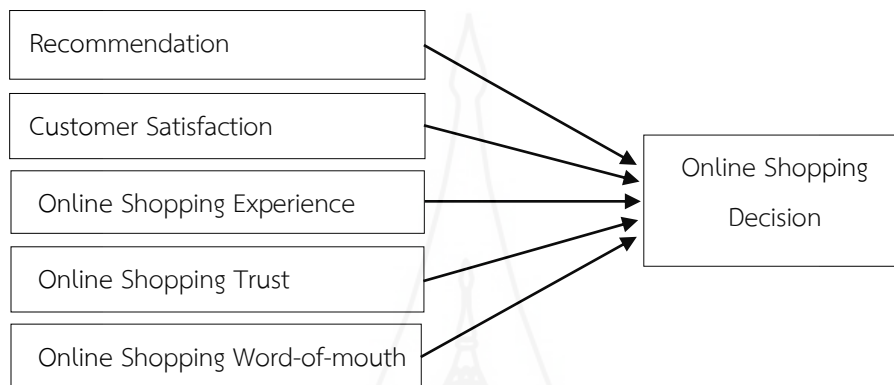 Recommendation
Customer Satisfaction
Online Shopping Experience
Online Shopping Trust
Online Shopping Word-of-mouth
Online Shopping
Decision